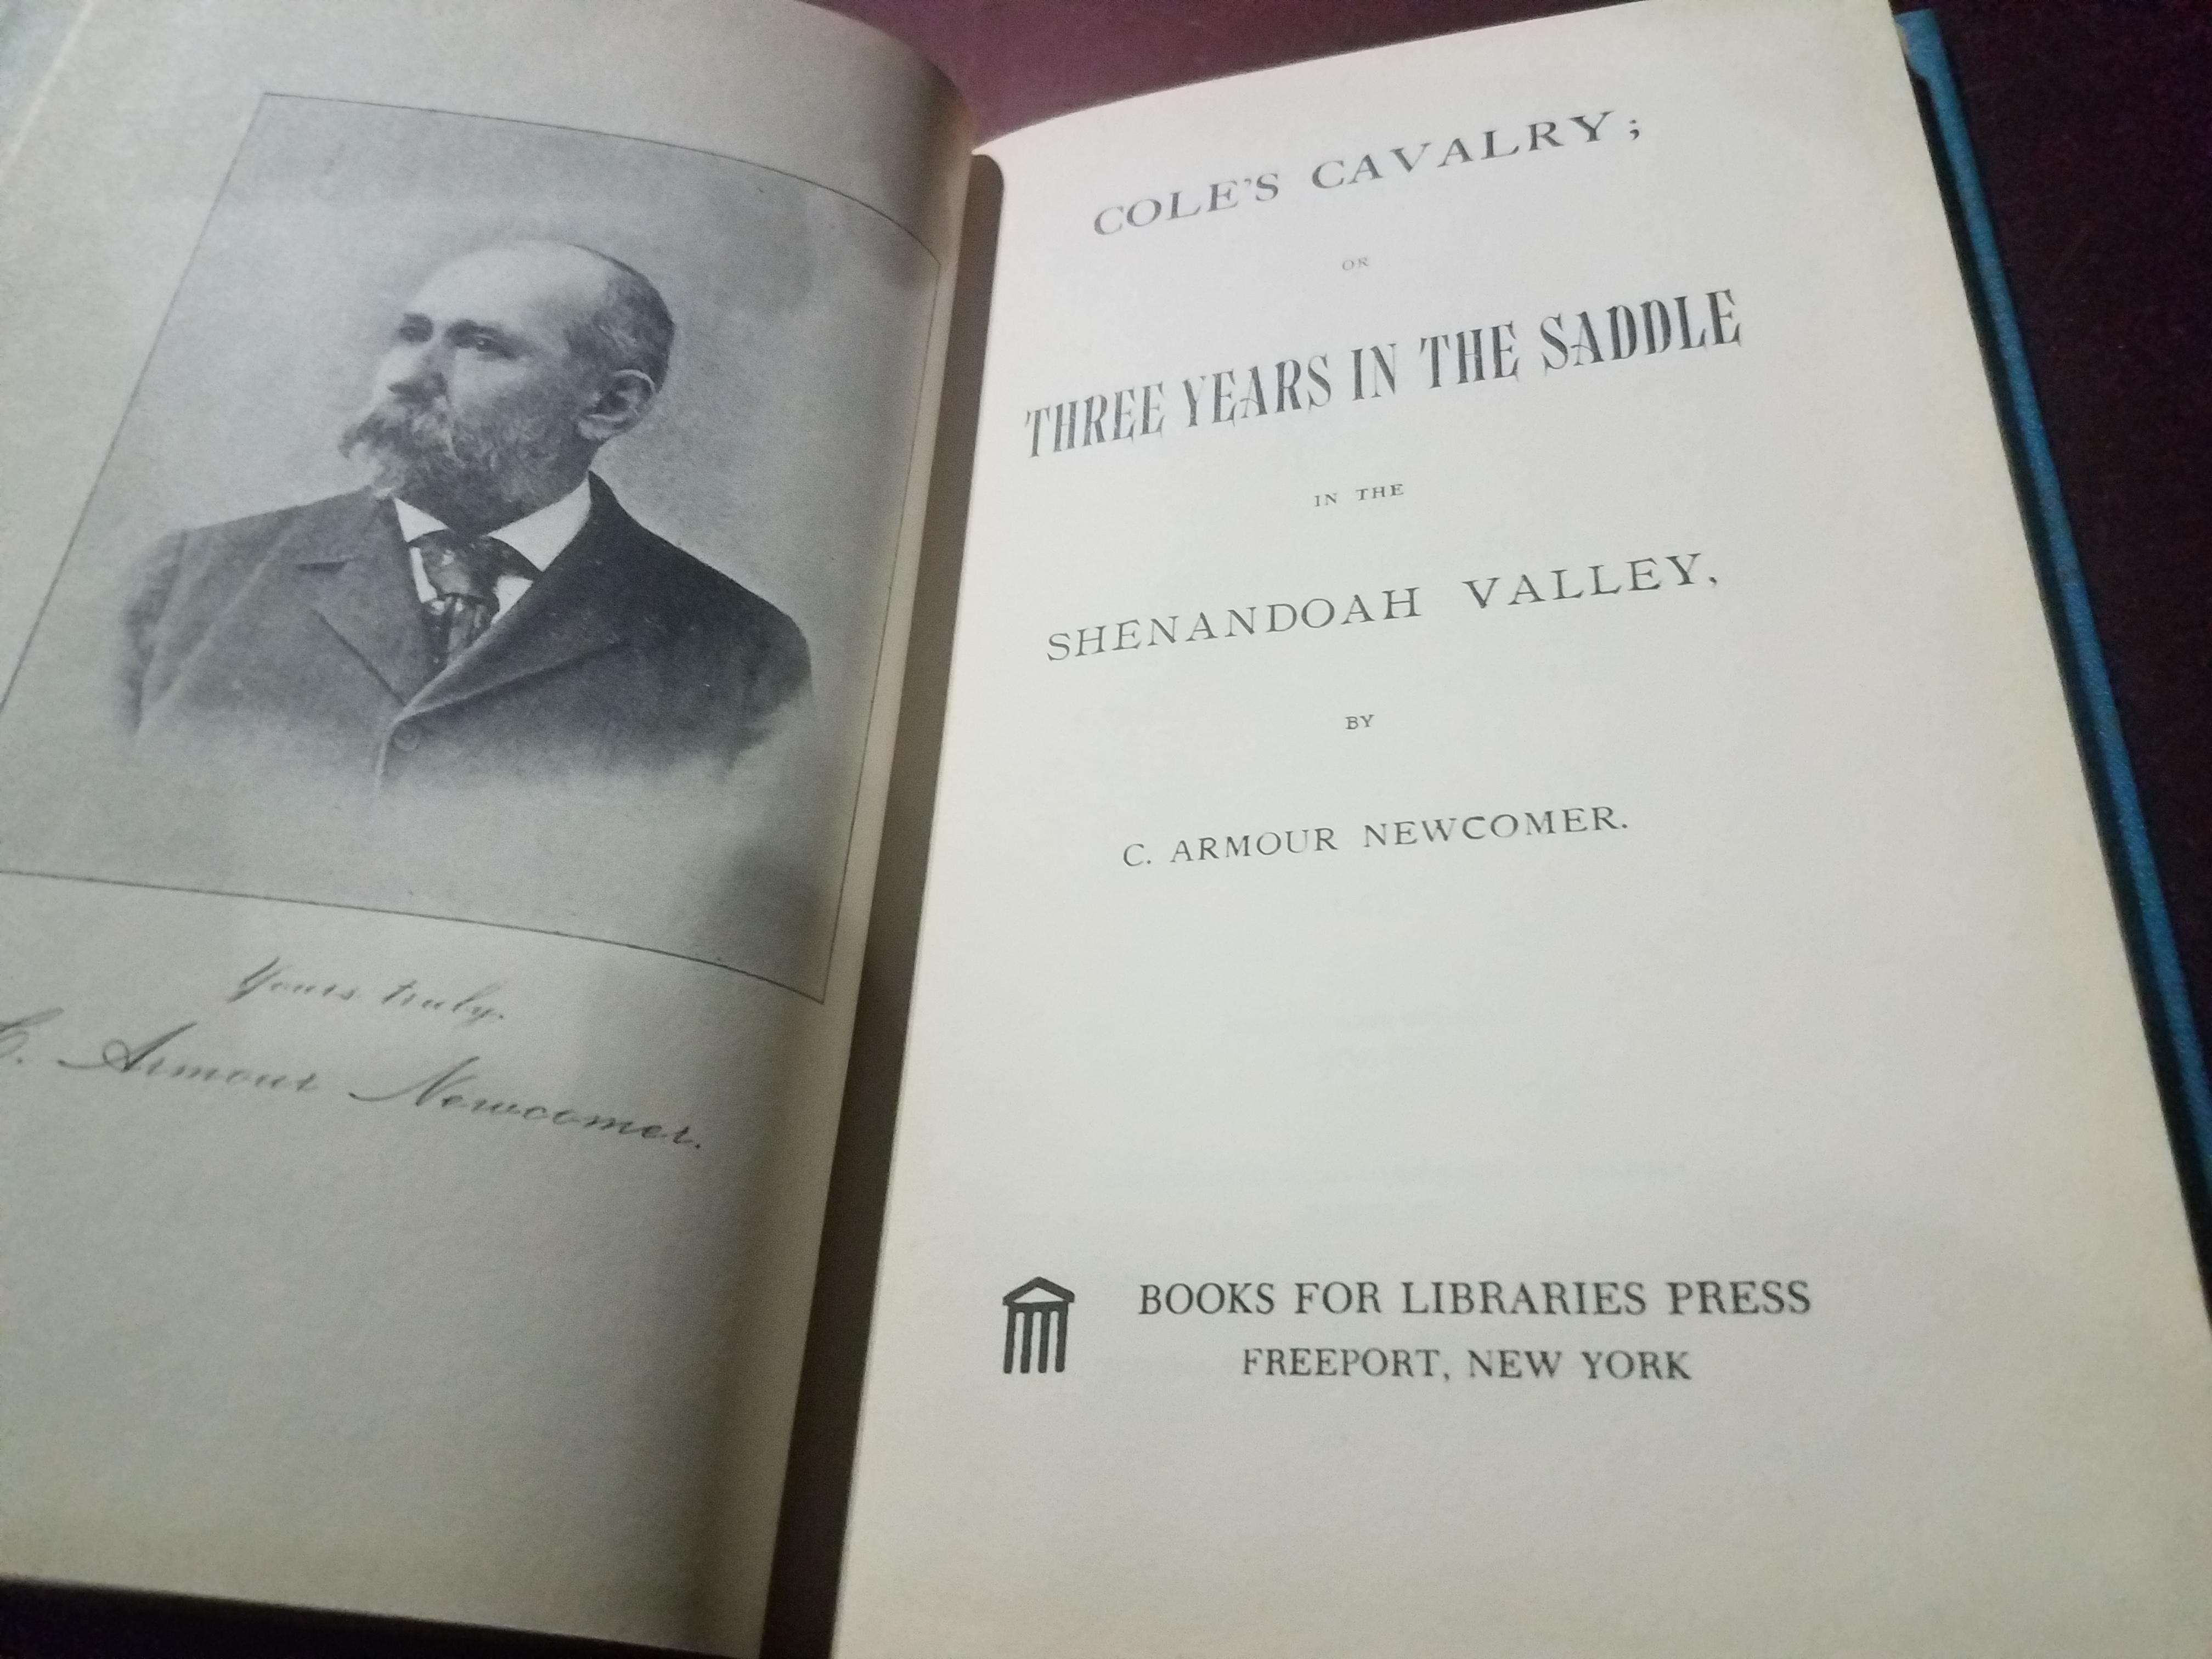 Yours truly.
C. Armour Newcomer.
COLE'S CAVALRY;
OR
THREE YEARS IN THE SADDLE
IN THE
SHENANDOAH VALLEY,
BY
C. ARMOUR NEWCOMER.
BOOKS FOR LIBRARIES PRESS
FREEPORT, NEW YORK